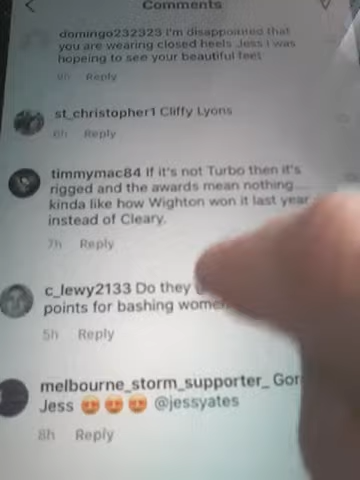 Comments
domingo232323 I'm disappointed that
you are wearing closed heels Jess I was
hopeing to see your beautiful feet
9h Reply
st_christopher1 Cliffy Lyons
6h Reply
timmymac84 If it's not Turbo then it's
rigged and the awards mean nothing
kinda like how Wighton won it last year
instead of Cleary.
7h Reply
c_lewy2133 Do they
points for bashing
5h Reply
melbourne_storm_supporter_
Jess 😍 😍 😍 @jessyates
8h Reply